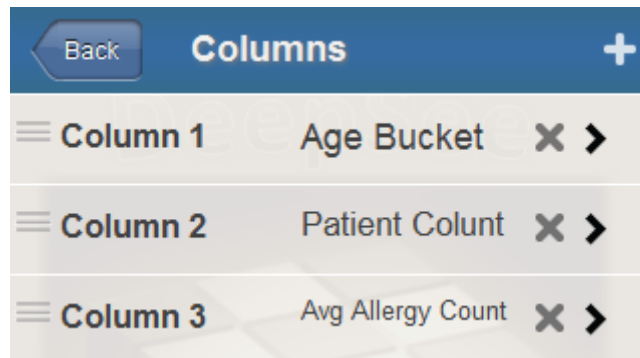 Back Columns +
Column 1 Age Bucket
Column 2 Patient Colunt
Column 3 Avg Allergy Count